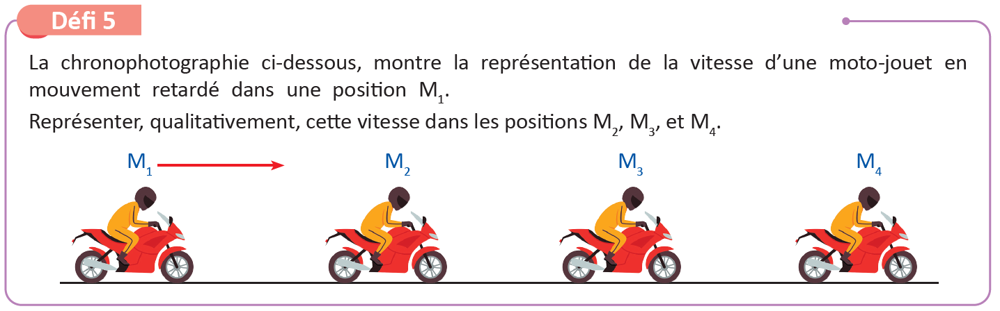 Défi 5
La chronophotographie ci-dessous, montre la représentation de la vitesse d’une moto-jouet en
mouvement retardé dans une position M₁.
Représenter, qualitativement, cette vitesse dans les positions M₂, M₃, et M₄.
M₁ M₂ M₃ M₄